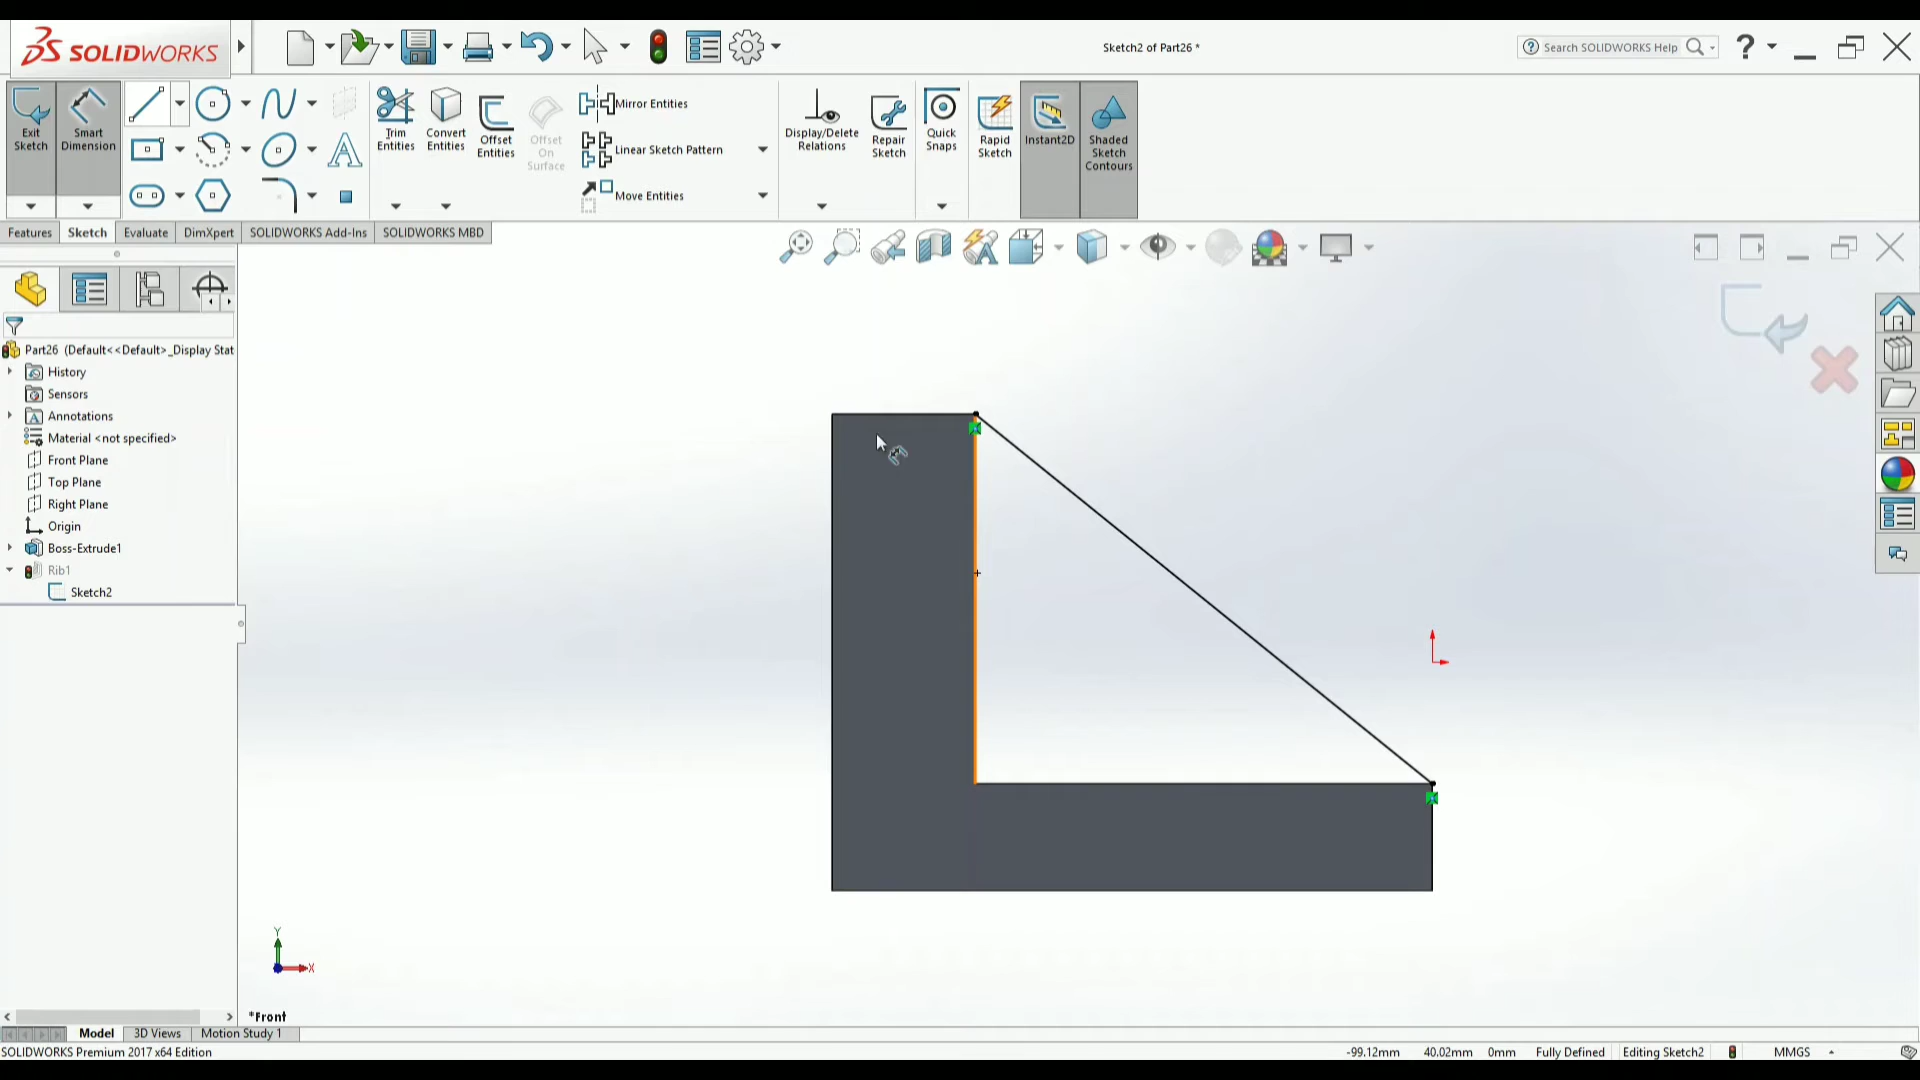 SOLIDWORKS
Sketch2 of Part26 *
Search SOLIDWORKS Help
?
Exit Sketch
Smart Dimension
Trim Entities
Convert Entities
Offset Entities
Offset On Surface
Mirror Entities
Linear Sketch Pattern
Move Entities
Display/Delete Relations
Repair Sketch
Quick Snaps
Rapid Sketch
Instant2D
Shaded Sketch Contours
Features
Sketch
Evaluate
DimXpert
SOLIDWORKS Add-Ins
SOLIDWORKS MBD
Part26 (Default<<Default>_Display Stat
History
Sensors
Annotations
Material <not specified>
Front Plane
Top Plane
Right Plane
Origin
Boss-Extrude1
Rib1
Sketch2
Y
X
*Front
Model
3D Views
Motion Study 1
SOLIDWORKS Premium 2017 x64 Edition
-99.12mm
40.02mm
0mm
Fully Defined
Editing Sketch2
MMGS